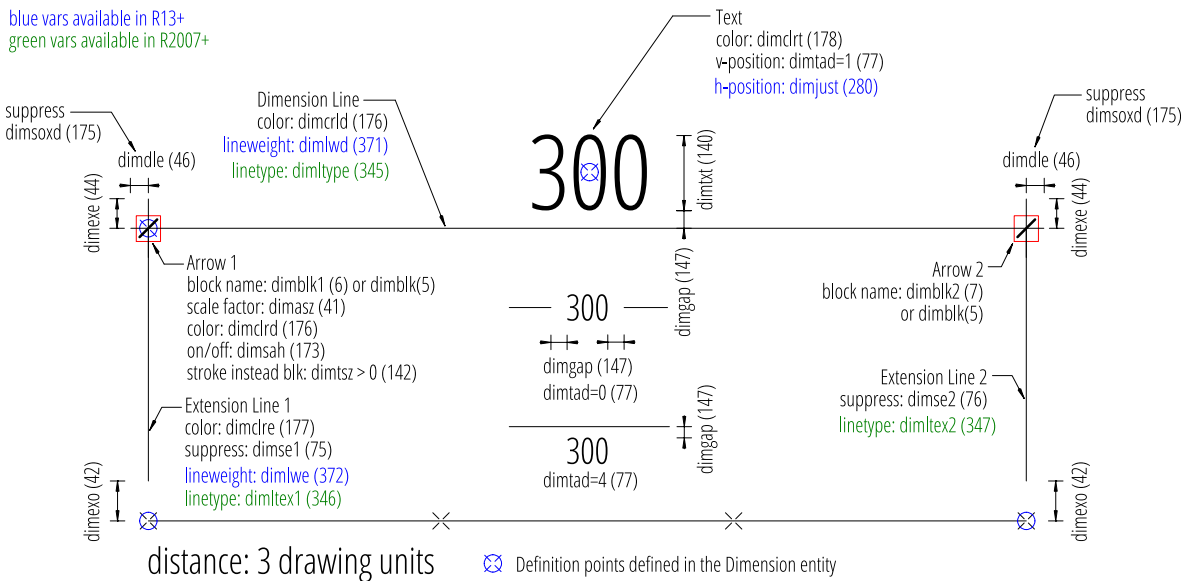 blue vars available in R13+
green vars available in R2007+
Text
color: dimclrt (178)
v-position: dimtad=1 (77)
h-position: dimjust (280)
suppress
dimsoxd (175)
dimdle (46)
dimexe (44)
Dimension Line
color: dimcrld (176)
lineweight: dimlwd (371)
linetype: dimltype (345)
300
dimtxt (140)
dimgap (147)
suppress
dimsoxd (175)
dimdle (46)
dimexe (44)
Arrow 1
block name: dimblk1 (6) or dimblk(5)
scale factor: dimasz (41)
color: dimclrd (176)
on/off: dimsah (173)
stroke instead blk: dimtsz > 0 (142)
300
dimgap (147)
dimtad=0 (77)
Arrow 2
block name: dimblk2 (7)
or dimblk(5)
Extension Line 1
color: dimclre (177)
suppress: dimse1 (75)
lineweight: dimlwe (372)
linetype: dimltex1 (346)
dimexo (42)
300
dimtad=4 (77)
dimgap (147)
Extension Line 2
suppress: dimse2 (76)
linetype: dimltex2 (347)
dimexo (42)
distance: 3 drawing units
Definition points defined in the Dimension entity